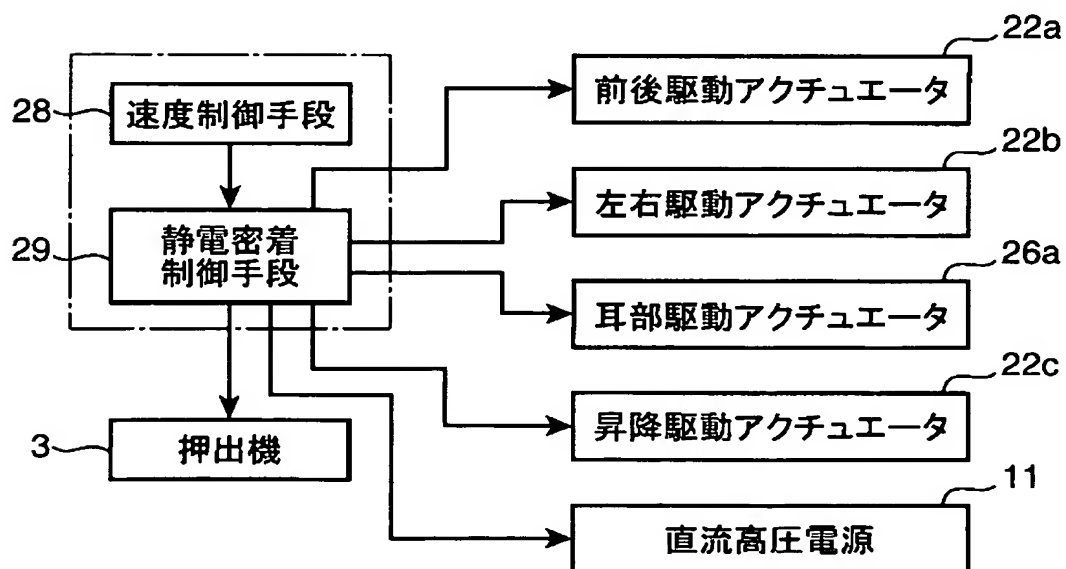 22a
前後駆動アクチュエータ
28
速度制御手段
22b
左右駆動アクチュエータ
29
静電密着
制御手段
26a
耳部駆動アクチュエータ
22c
昇降駆動アクチュエータ
3
押出機
11
直流高圧電源